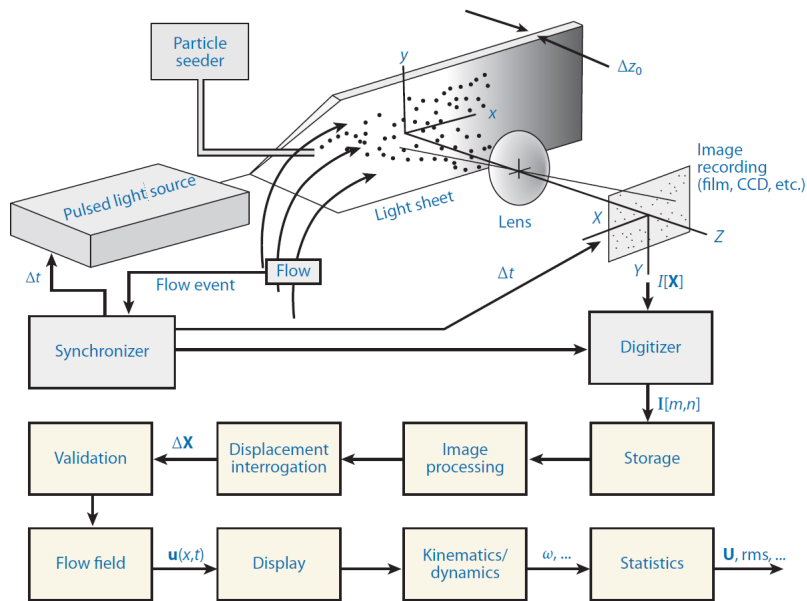 Particle
seeder
y
Δz₀
x
Image
recording
(film, CCD, etc.)
Pulsed light source
Light sheet
Lens
X
Z
Δt
Flow event
Flow
Δt
Y
I[X]
Synchronizer
Digitizer
I[m,n]
Validation
ΔX
Displacement
interrogation
Image
processing
Storage
Flow field
u(x,t)
Display
Kinematics/
dynamics
ω, ...
Statistics
U, rms, ...